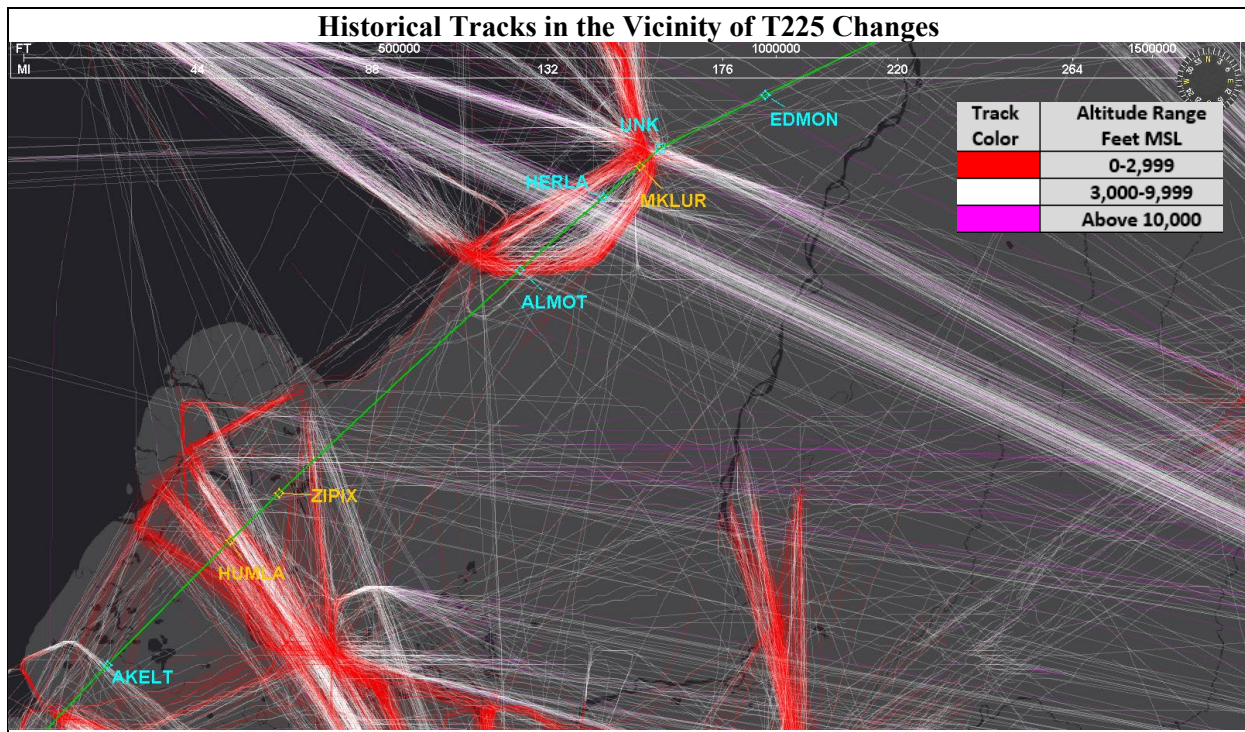 Historical Tracks in the Vicinity of T225 Changes
FT 500000 1000000 1500000
MI 44 88 132 176 220 264
N
E
W
Track Color Altitude Range Feet MSL
0-2,999
3,000-9,999
Above 10,000
EDMON
UNK
HERLA
MKLUR
ALMOT
ZIPIX
HUMLA
AKELT